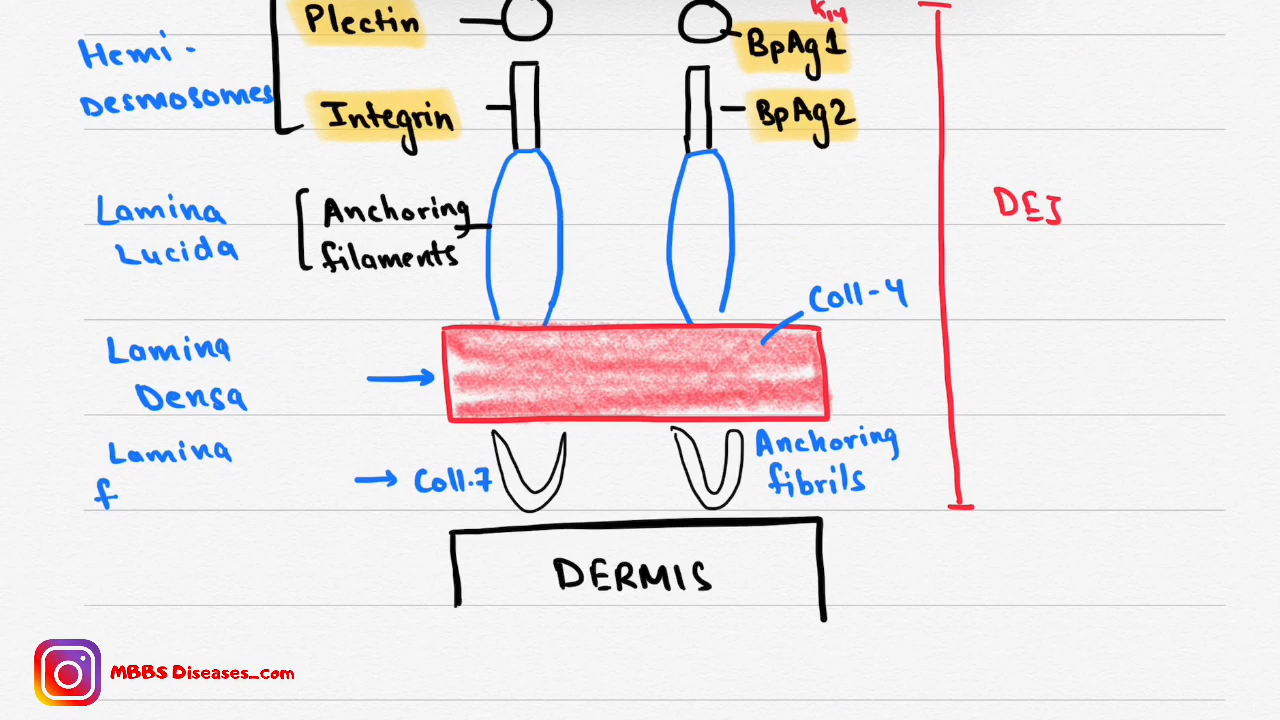 K14
Plectin
BpAg1
Hemi-
Desmosomes
Integrin
BpAg2
Lamina
Lucida
Anchoring
filaments
DEJ
Coll-4
Lamina
Densa
Lamina
f
Coll.7
Anchoring
fibrils
DERMIS
MBBS Diseases_com